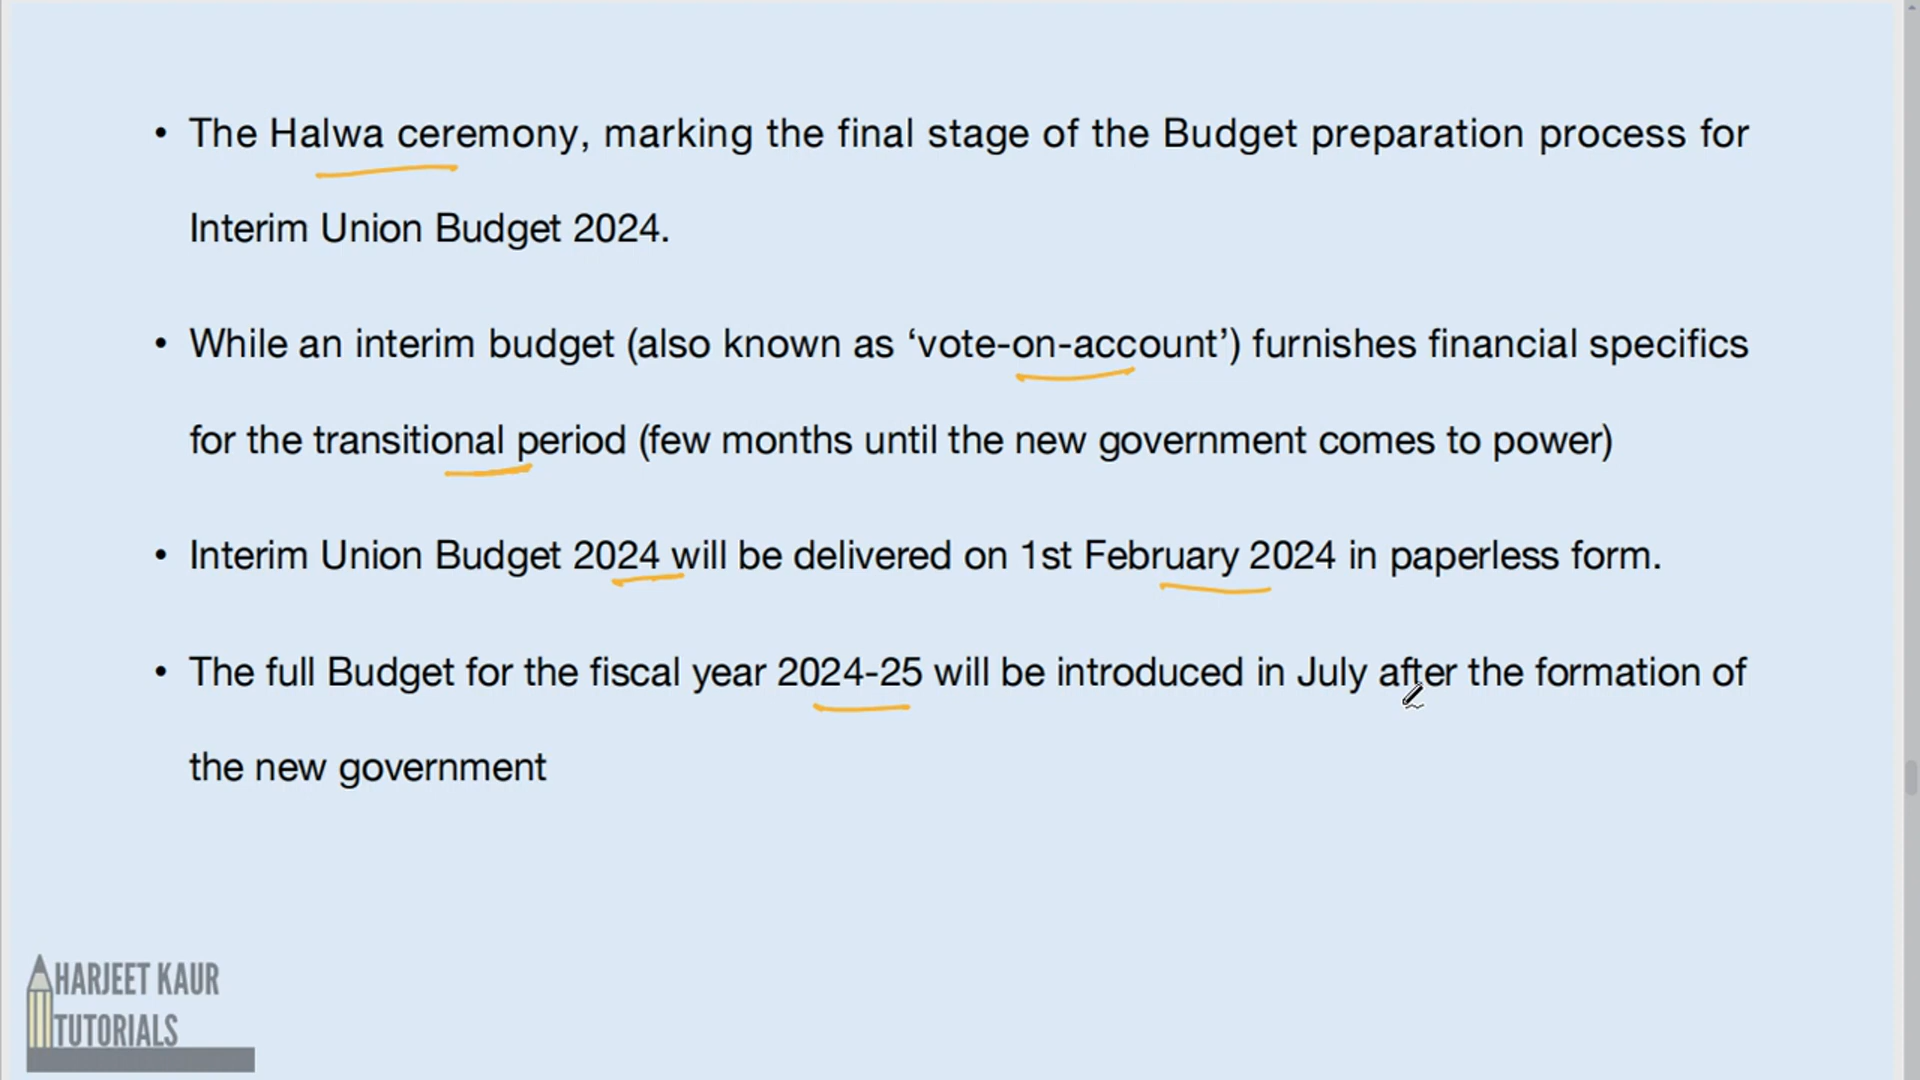 • The Halwa ceremony, marking the final stage of the Budget preparation process for
Interim Union Budget 2024.
• While an interim budget (also known as ‘vote-on-account’) furnishes financial specifics
for the transitional period (few months until the new government comes to power)
• Interim Union Budget 2024 will be delivered on 1st February 2024 in paperless form.
• The full Budget for the fiscal year 2024-25 will be introduced in July after the formation of
the new government
HARJEET KAUR
TUTORIALS